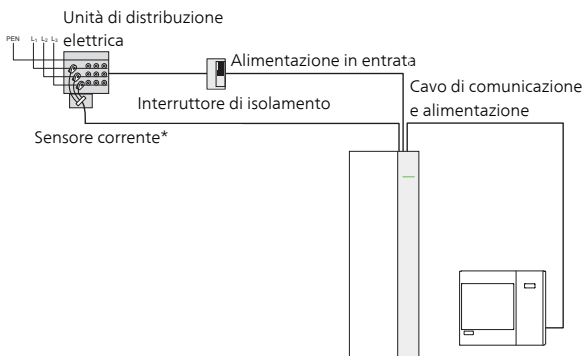 Unità di distribuzione
elettrica
PEN L₁ L₂ L₃
Alimentazione in entrata
Interruttore di isolamento
Cavo di comunicazione
e alimentazione
Sensore corrente*